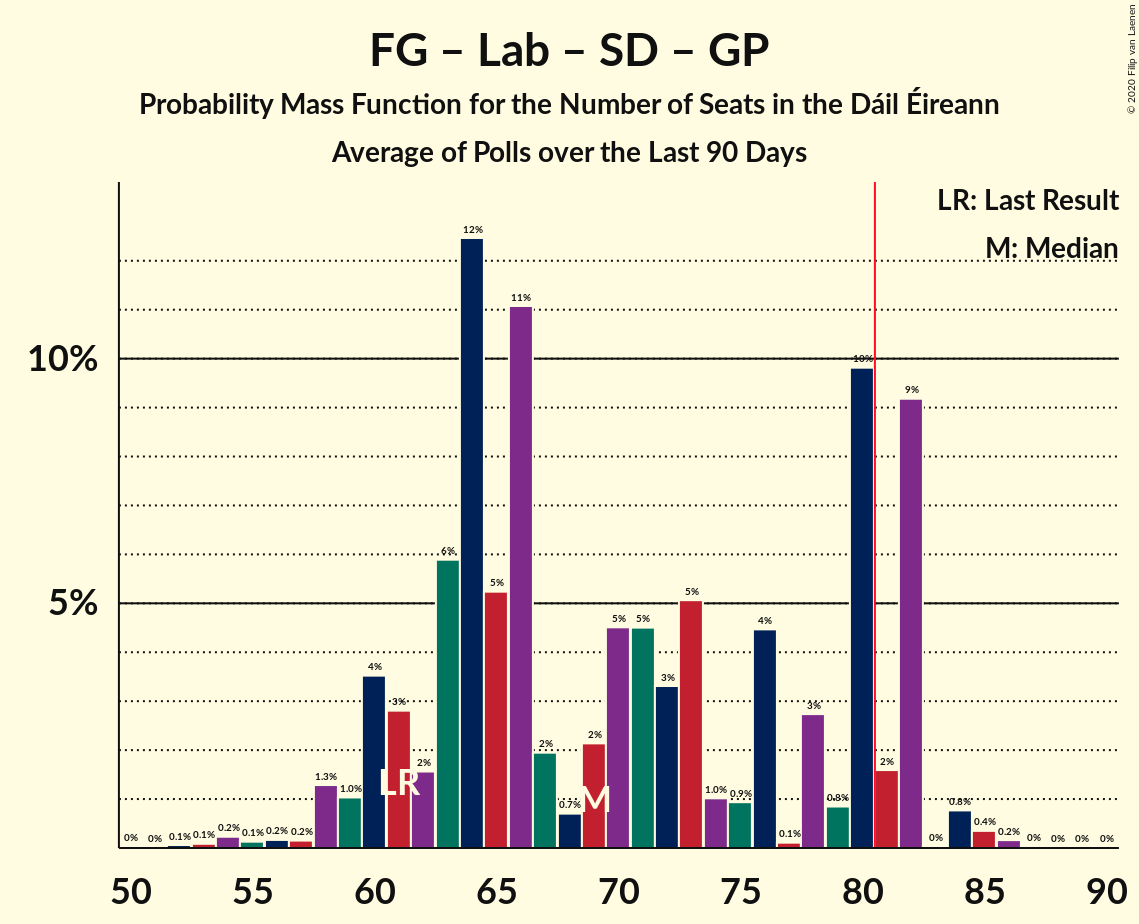 © 2020 Filip van Laenen
FG – Lab – SD – GP
Probability Mass Function for the Number of Seats in the Dáil Éireann
Average of Polls over the Last 90 Days
LR: Last Result
M: Median
10%
5%
0% 0% 0.1% 0.1% 0.2% 0.1% 0.2% 0.2% 1.3% 1.0% 4% 3% 2% 6% 12% 5% 11% 2% 0.7% 2% 5% 5% 3% 5% 1.0% 0.9% 4% 0.1% 3% 0.8% 10% 2% 9% 0% 0.8% 0.4% 0.2% 0% 0% 0% 0%
LR M
50 55 60 65 70 75 80 85 90